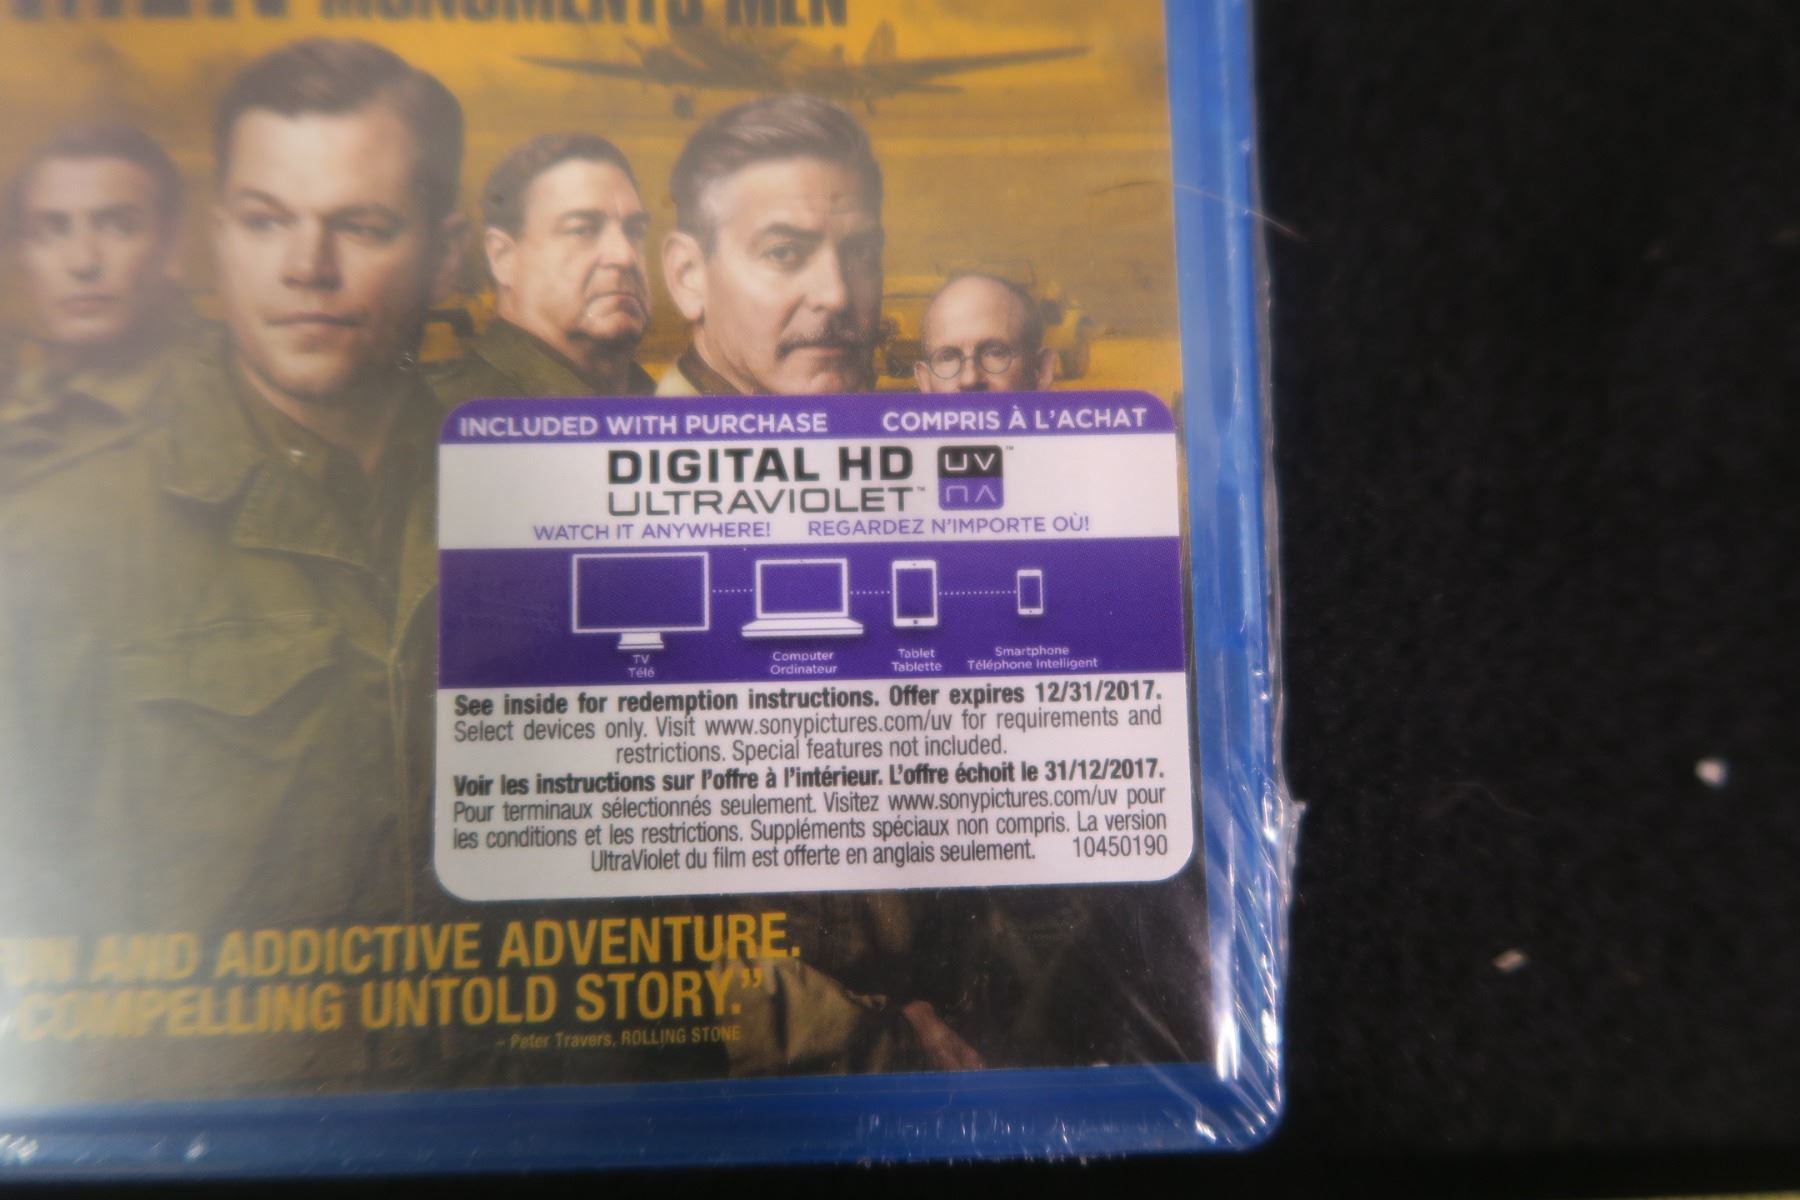 MONUMENTS MEN
INCLUDED WITH PURCHASE COMPRIS À L'ACHAT
DIGITAL HD UV™
ULTRAVIOLET™
WATCH IT ANYWHERE! REGARDEZ N'IMPORTE OÙ!
TV Computer Tablet Smartphone
Télé Ordinateur Tablette Téléphone Intelligent
See inside for redemption instructions. Offer expires 12/31/2017.
Select devices only. Visit www.sonypictures.com/uv for requirements and
restrictions. Special features not included.
Voir les instructions sur l'offre à l'intérieur. L'offre échoit le 31/12/2017.
Pour terminaux sélectionnés seulement. Visitez www.sonypictures.com/uv pour
les conditions et les restrictions. Suppléments spéciaux non compris. La version
UltraViolet du film est offerte en anglais seulement. 10450190
AND ADDICTIVE ADVENTURE.
COMPELLING UNTOLD STORY."
- Peter Travers, ROLLING STONE